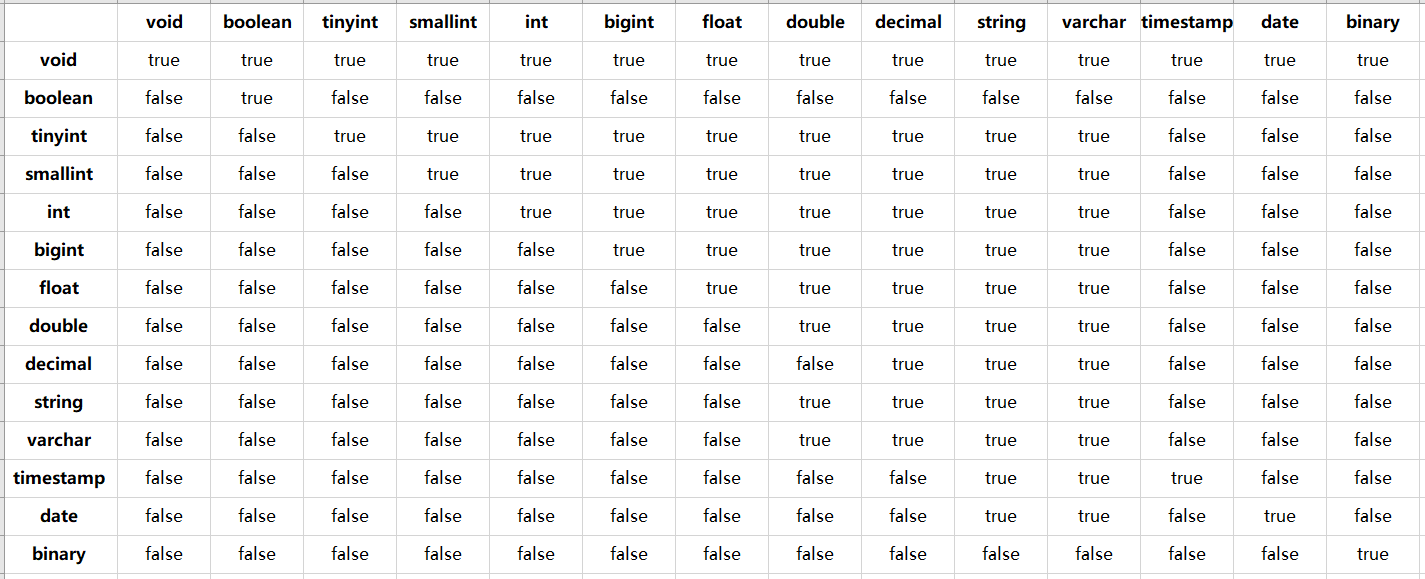 void boolean tinyint smallint int bigint float double decimal string varchar timestamp date binary
void true true true true true true true true true true true true true true
boolean false true false false false false false false false false false false false false
tinyint false false true true true true true true true true true false false false
smallint false false false true true true true true true true true false false false
int false false false false true true true true true true true false false false
bigint false false false false false true true true true true true false false false
float false false false false false false true true true true true false false false
double false false false false false false false true true true true false false false
decimal false false false false false false false false true true true false false false
string false false false false false false false true true true true false false false
varchar false false false false false false false true true true true false false false
timestamp false false false false false false false false false true true true false false
date false false false false false false false false false true true false true false
binary false false false false false false false false false false false false false true